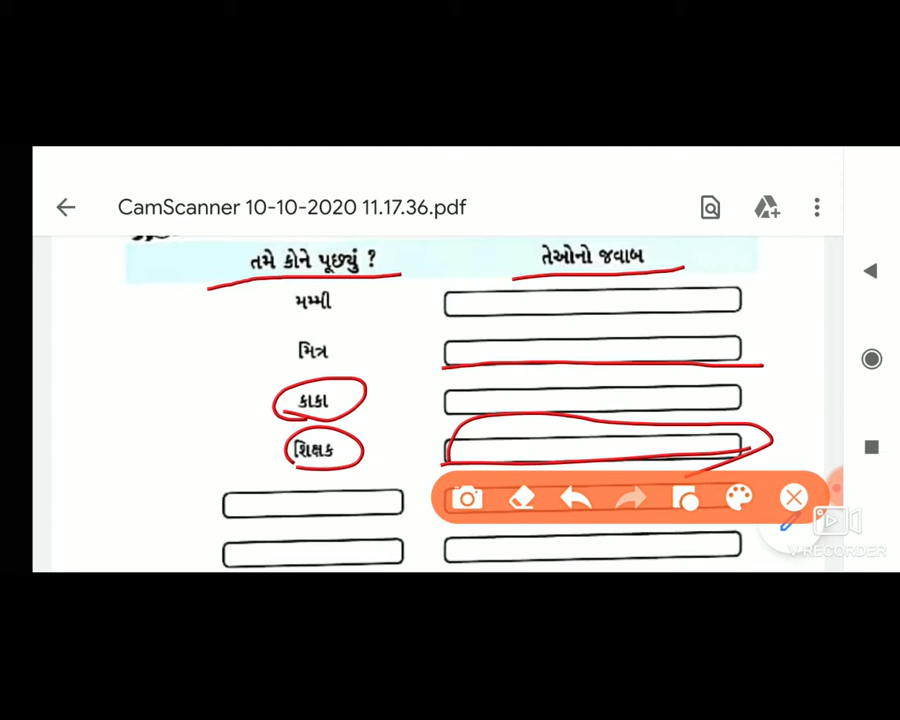 CamScanner 10-10-2020 11.17.36.pdf
તમે કોને પૂછ્યું ? તેઓનો જવાબ
મમ્મી
મિત્ર
કાકા
શિક્ષક
V RECORDER